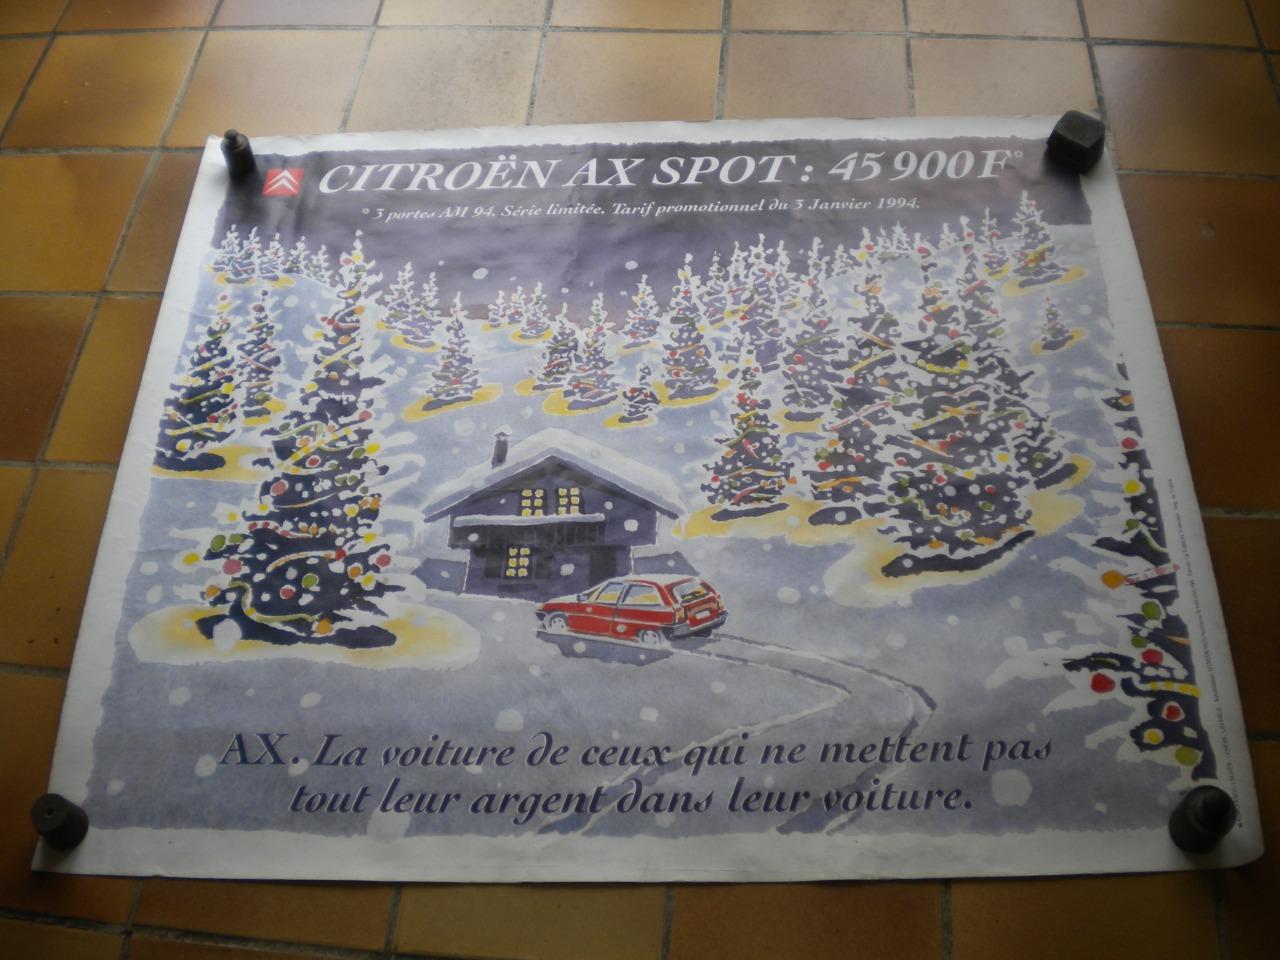 CITROËN AX SPOT : 45 900 F°
° 3 portes AM 94. Série limitée. Tarif promotionnel du 3 Janvier 1994.
AX. La voiture de ceux qui ne mettent pas
tout leur argent dans leur voiture.